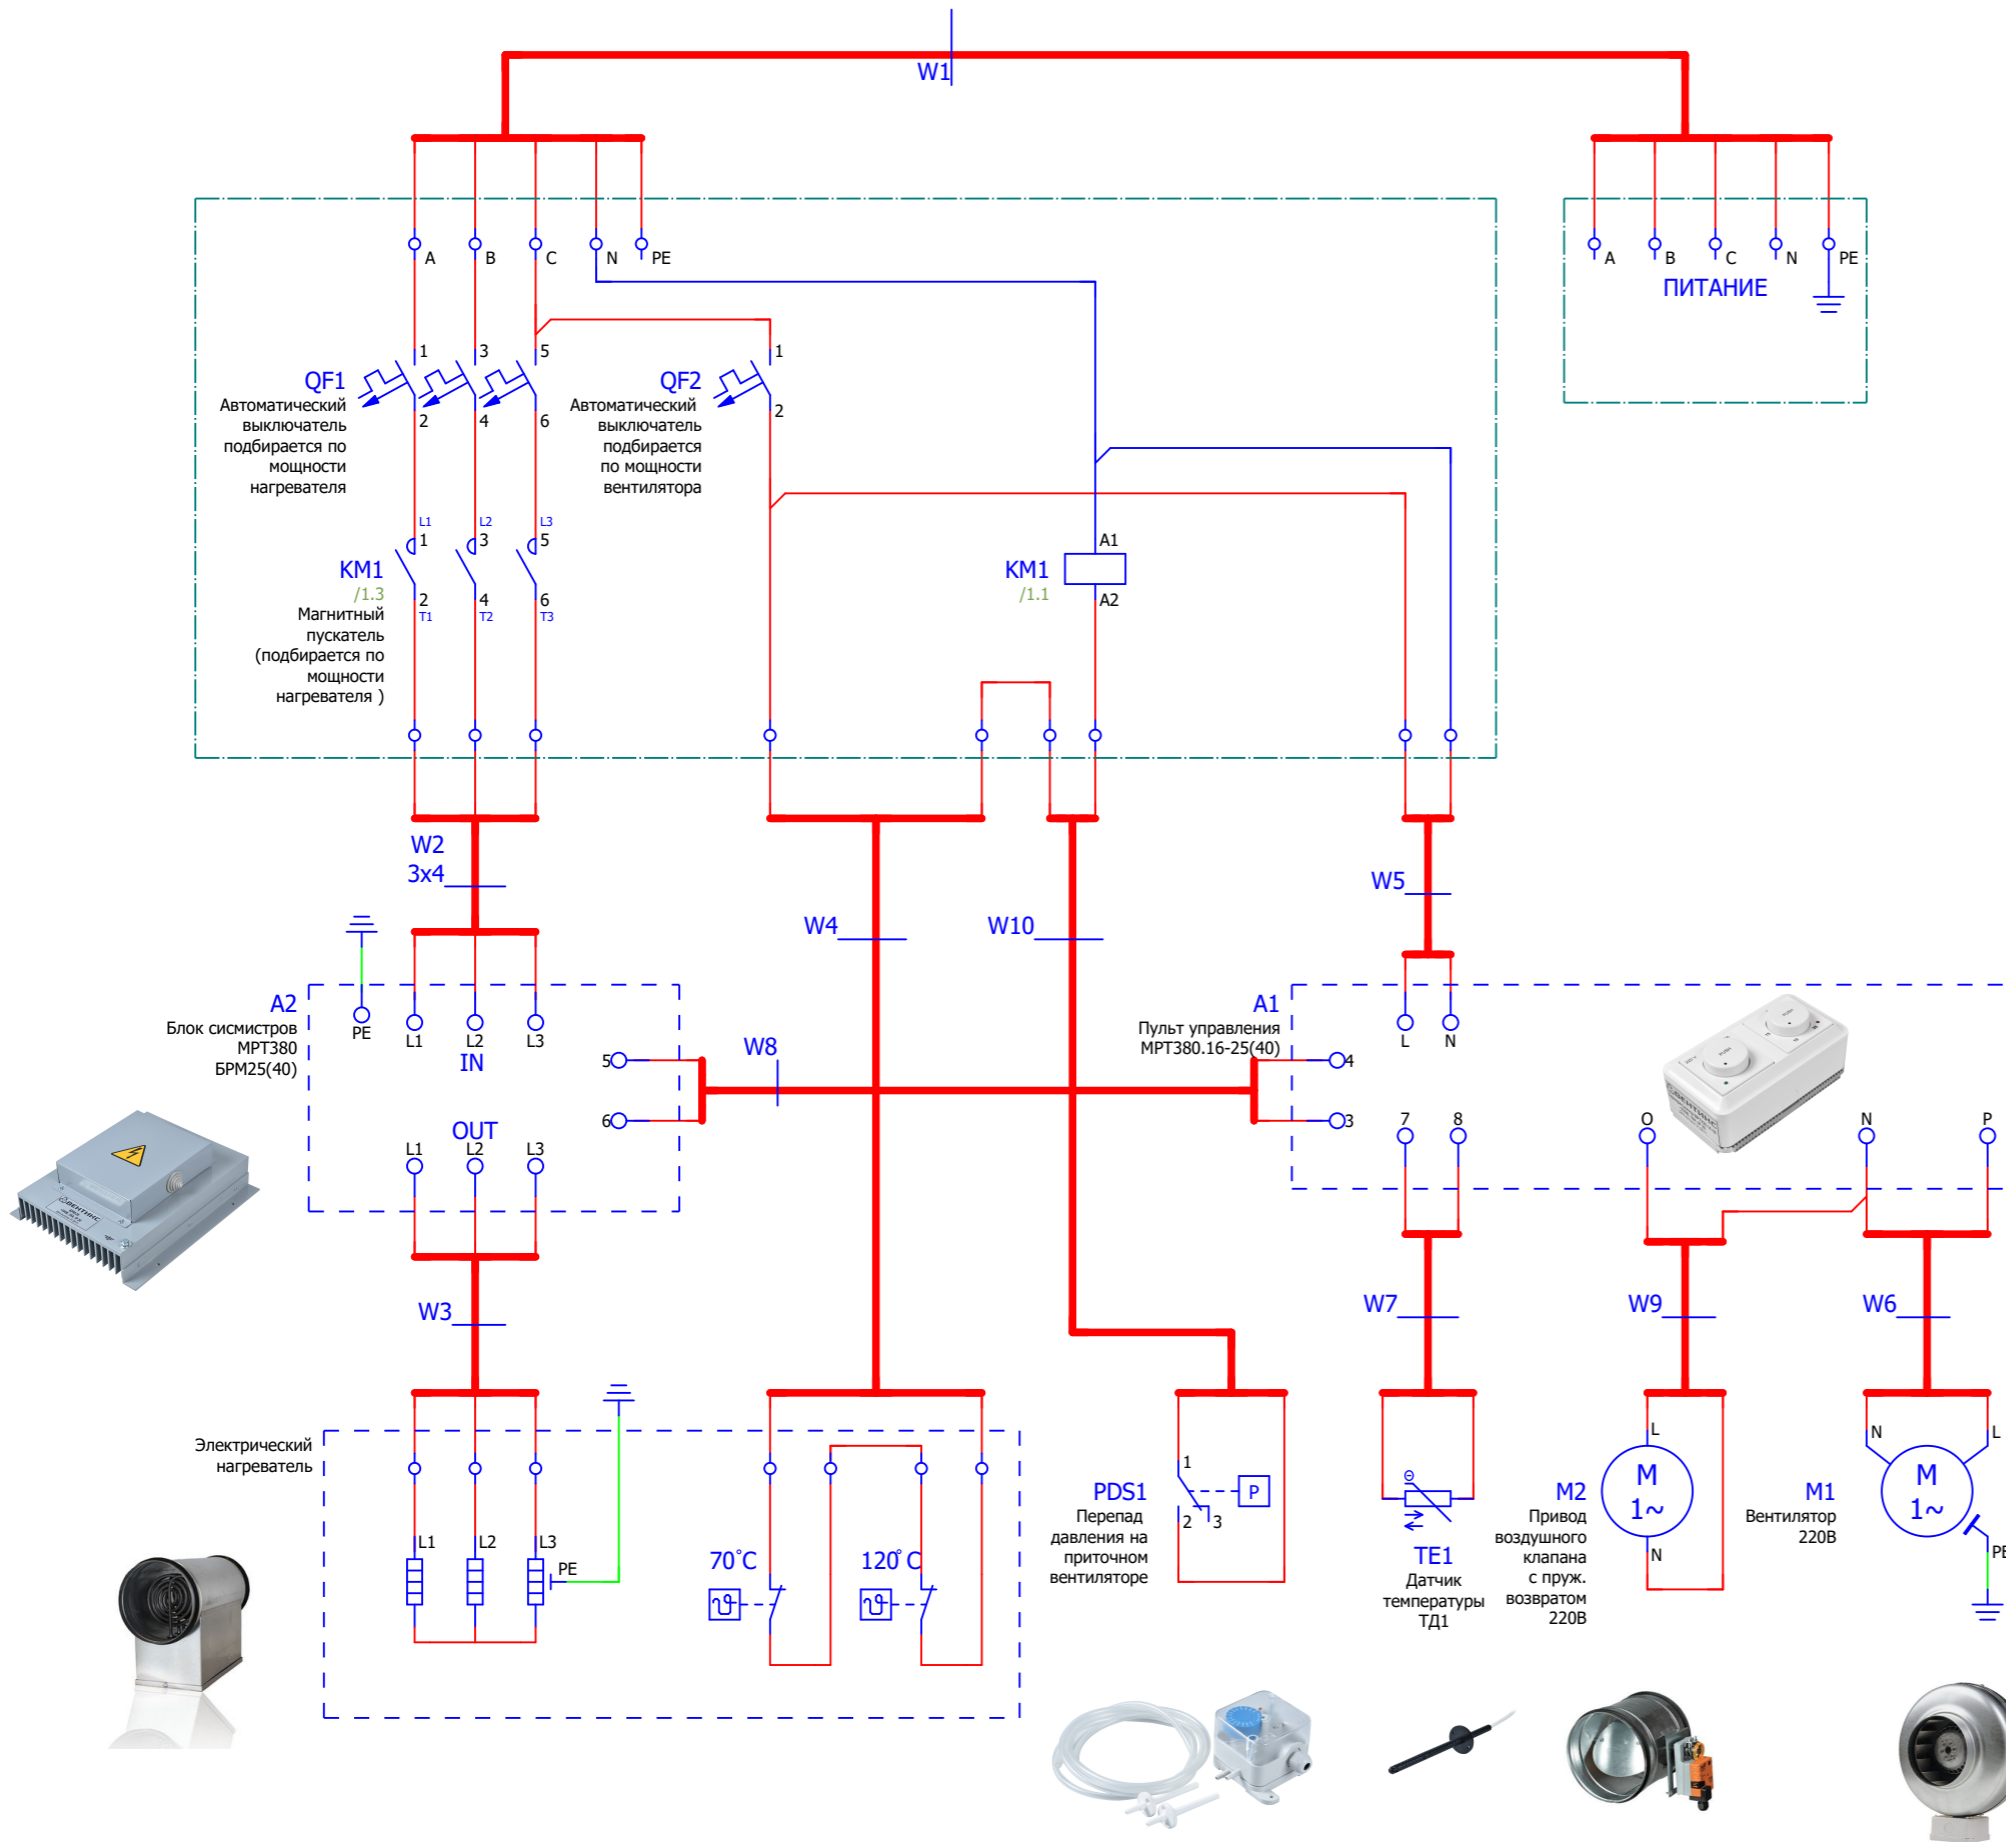 W1
A
B
C
N
PE
A
B
C
N
PE
ПИТАНИЕ
1
3
5
1
QF1
Автоматический
выключатель
подбирается по
мощности
нагревателя
2
4
6
QF2
Автоматический
выключатель
подбирается
по мощности
вентилятора
2
L1
L2
L3
1
3
5
KM1
/1.3
Магнитный
пускатель
(подбирается по
мощности
нагревателя )
2
4
6
T1
T2
T3
A1
KM1
/1.1
A2
W2
3x4
W4
W10
W5
A2
Блок сисмистров
МРТ380
БРМ25(40)
PE
L1
L2
L3
IN
5
6
OUT
L1
L2
L3
W8
A1
Пульт управления
МРТ380.16-25(40)
L
N
4
3
7
8
O
N
P
ВЕНТИНС
W3
W7
W9
W6
Электрический
нагреватель
L1
L2
L3
PE
70°C
120°C
PDS1
Перепад
давления на
приточном
вентиляторе
1
2
3
P
TE1
Датчик
температуры
ТД1
M2
Привод
воздушного
клапана
с пруж.
возвратом
220В
L
M
1~
N
M1
Вентилятор
220В
N
L
M
1~
PE